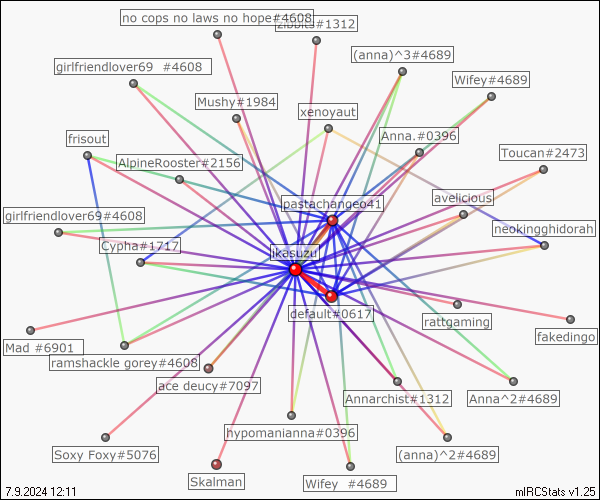 no cops no laws no hope#4608
zibbits#1312
(anna)^3#4689
girlfriendlover69 #4608
Wifey#4689
Mushy#1984
xenoyaut
frisout
Anna.#0396
Toucan#2473
AlpineRooster#2156
avelicious
pastachangeo41
girlfriendlover69#4608
neokingghidorah
Cypha#1717
ikasuzu
default#0617
rattgaming
fakedingo
Mad #6901
ramshackle gorey#4608
ace deucy#7097
Annarchist#1312
Anna^2#4689
hypomanianna#0396
Soxy Foxy#5076
(anna)^2#4689
Skalman
Wifey #4689
7.9.2024 12:11
mIRCStats v1.25